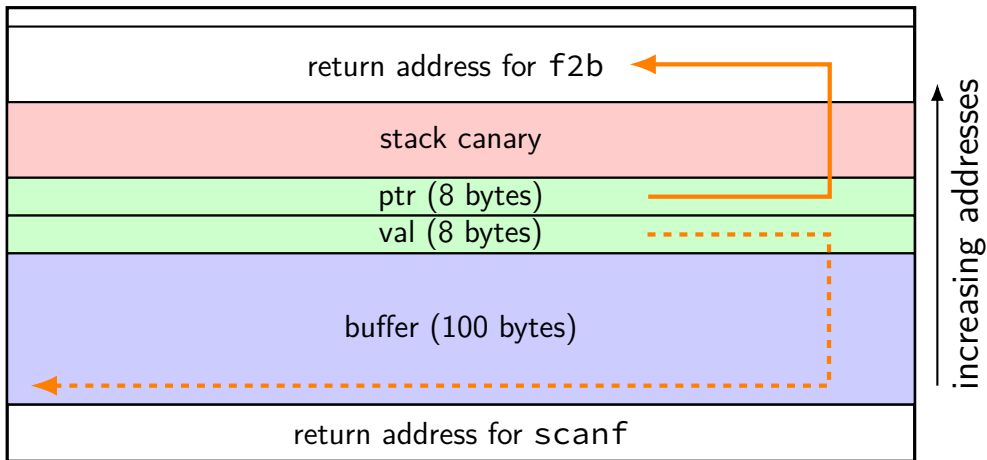 return address for f2b
stack canary
ptr (8 bytes)
val (8 bytes)
buffer (100 bytes)
return address for scanf
increasing addresses